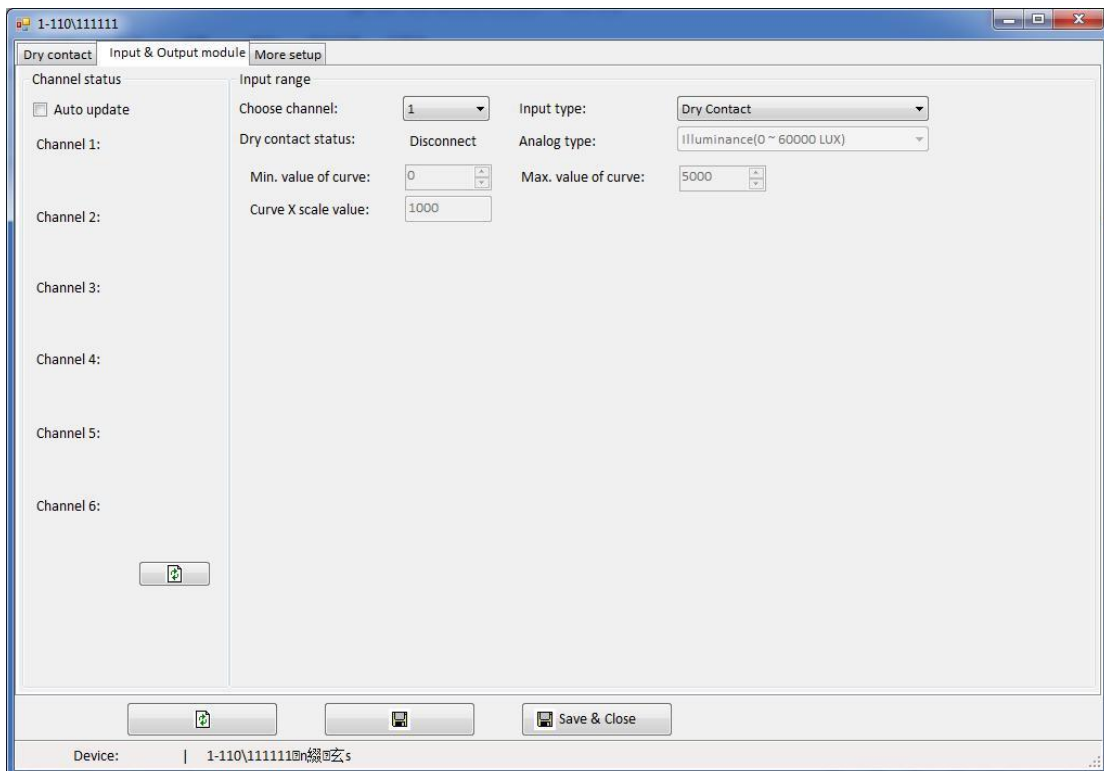 1-110\111111
Dry contact Input & Output module More setup
Channel status
Auto update
Channel 1:
Channel 2:
Channel 3:
Channel 4:
Channel 5:
Channel 6:
Input range
Choose channel: 1 Input type: Dry Contact
Dry contact status: Disconnect Analog type: Illuminance(0 ~ 60000 LUX)
Min. value of curve: 0 Max. value of curve: 5000
Curve X scale value: 1000
Save & Close
Device: | 1-110\111111